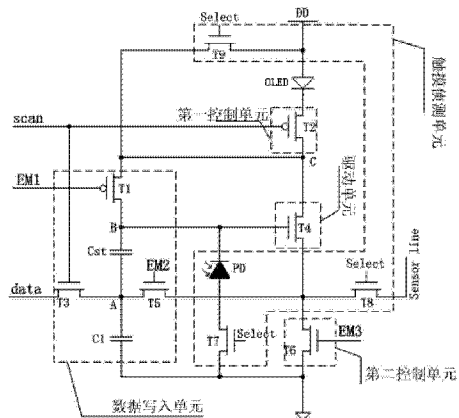 Select
DD
T9
OLED
触摸侦测单元
第一控制单元
scan
T2
C
EM1
T1
驱动单元
B
T4
Cst
EM2
PD
Select
Sensor line
data
T3
A
T5
T8
C1
T7
Select
EM3
T6
第二控制单元
数据写入单元